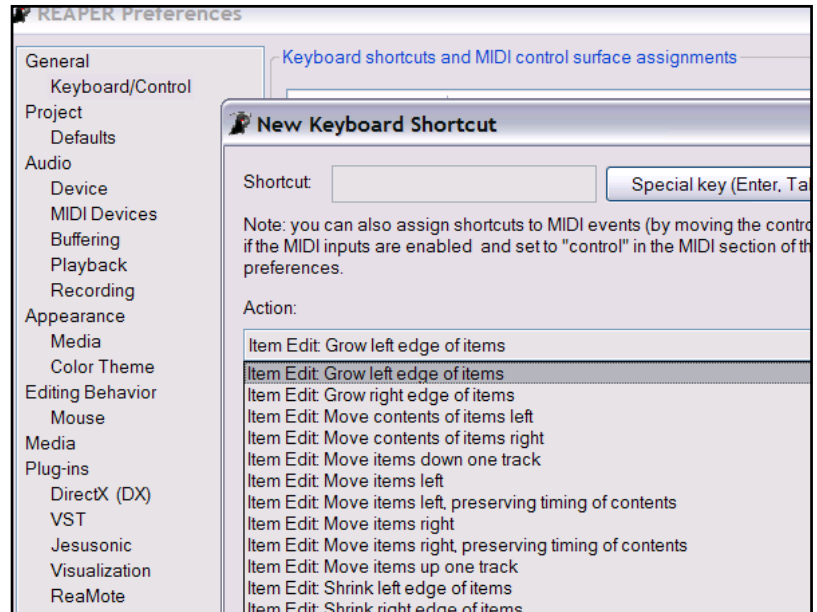 REAPER Preferences
General
Keyboard/Control
Project
Defaults
Audio
Device
MIDI Devices
Buffering
Playback
Recording
Appearance
Media
Color Theme
Editing Behavior
Mouse
Media
Plug-ins
DirectX (DX)
VST
Jesusonic
Visualization
ReaMote
Keyboard shortcuts and MIDI control surface assignments
New Keyboard Shortcut
Shortcut:
Special key (Enter, Ta
Note: you can also assign shortcuts to MIDI events (by moving the contro
if the MIDI inputs are enabled and set to "control" in the MIDI section of th
preferences.
Action:
Item Edit: Grow left edge of items
Item Edit: Grow left edge of items
Item Edit: Grow right edge of items
Item Edit: Move contents of items left
Item Edit: Move contents of items right
Item Edit: Move items down one track
Item Edit: Move items left
Item Edit: Move items left, preserving timing of contents
Item Edit: Move items right
Item Edit: Move items right, preserving timing of contents
Item Edit: Move items up one track
Item Edit: Shrink left edge of items
Item Edit: Shrink right edge of items